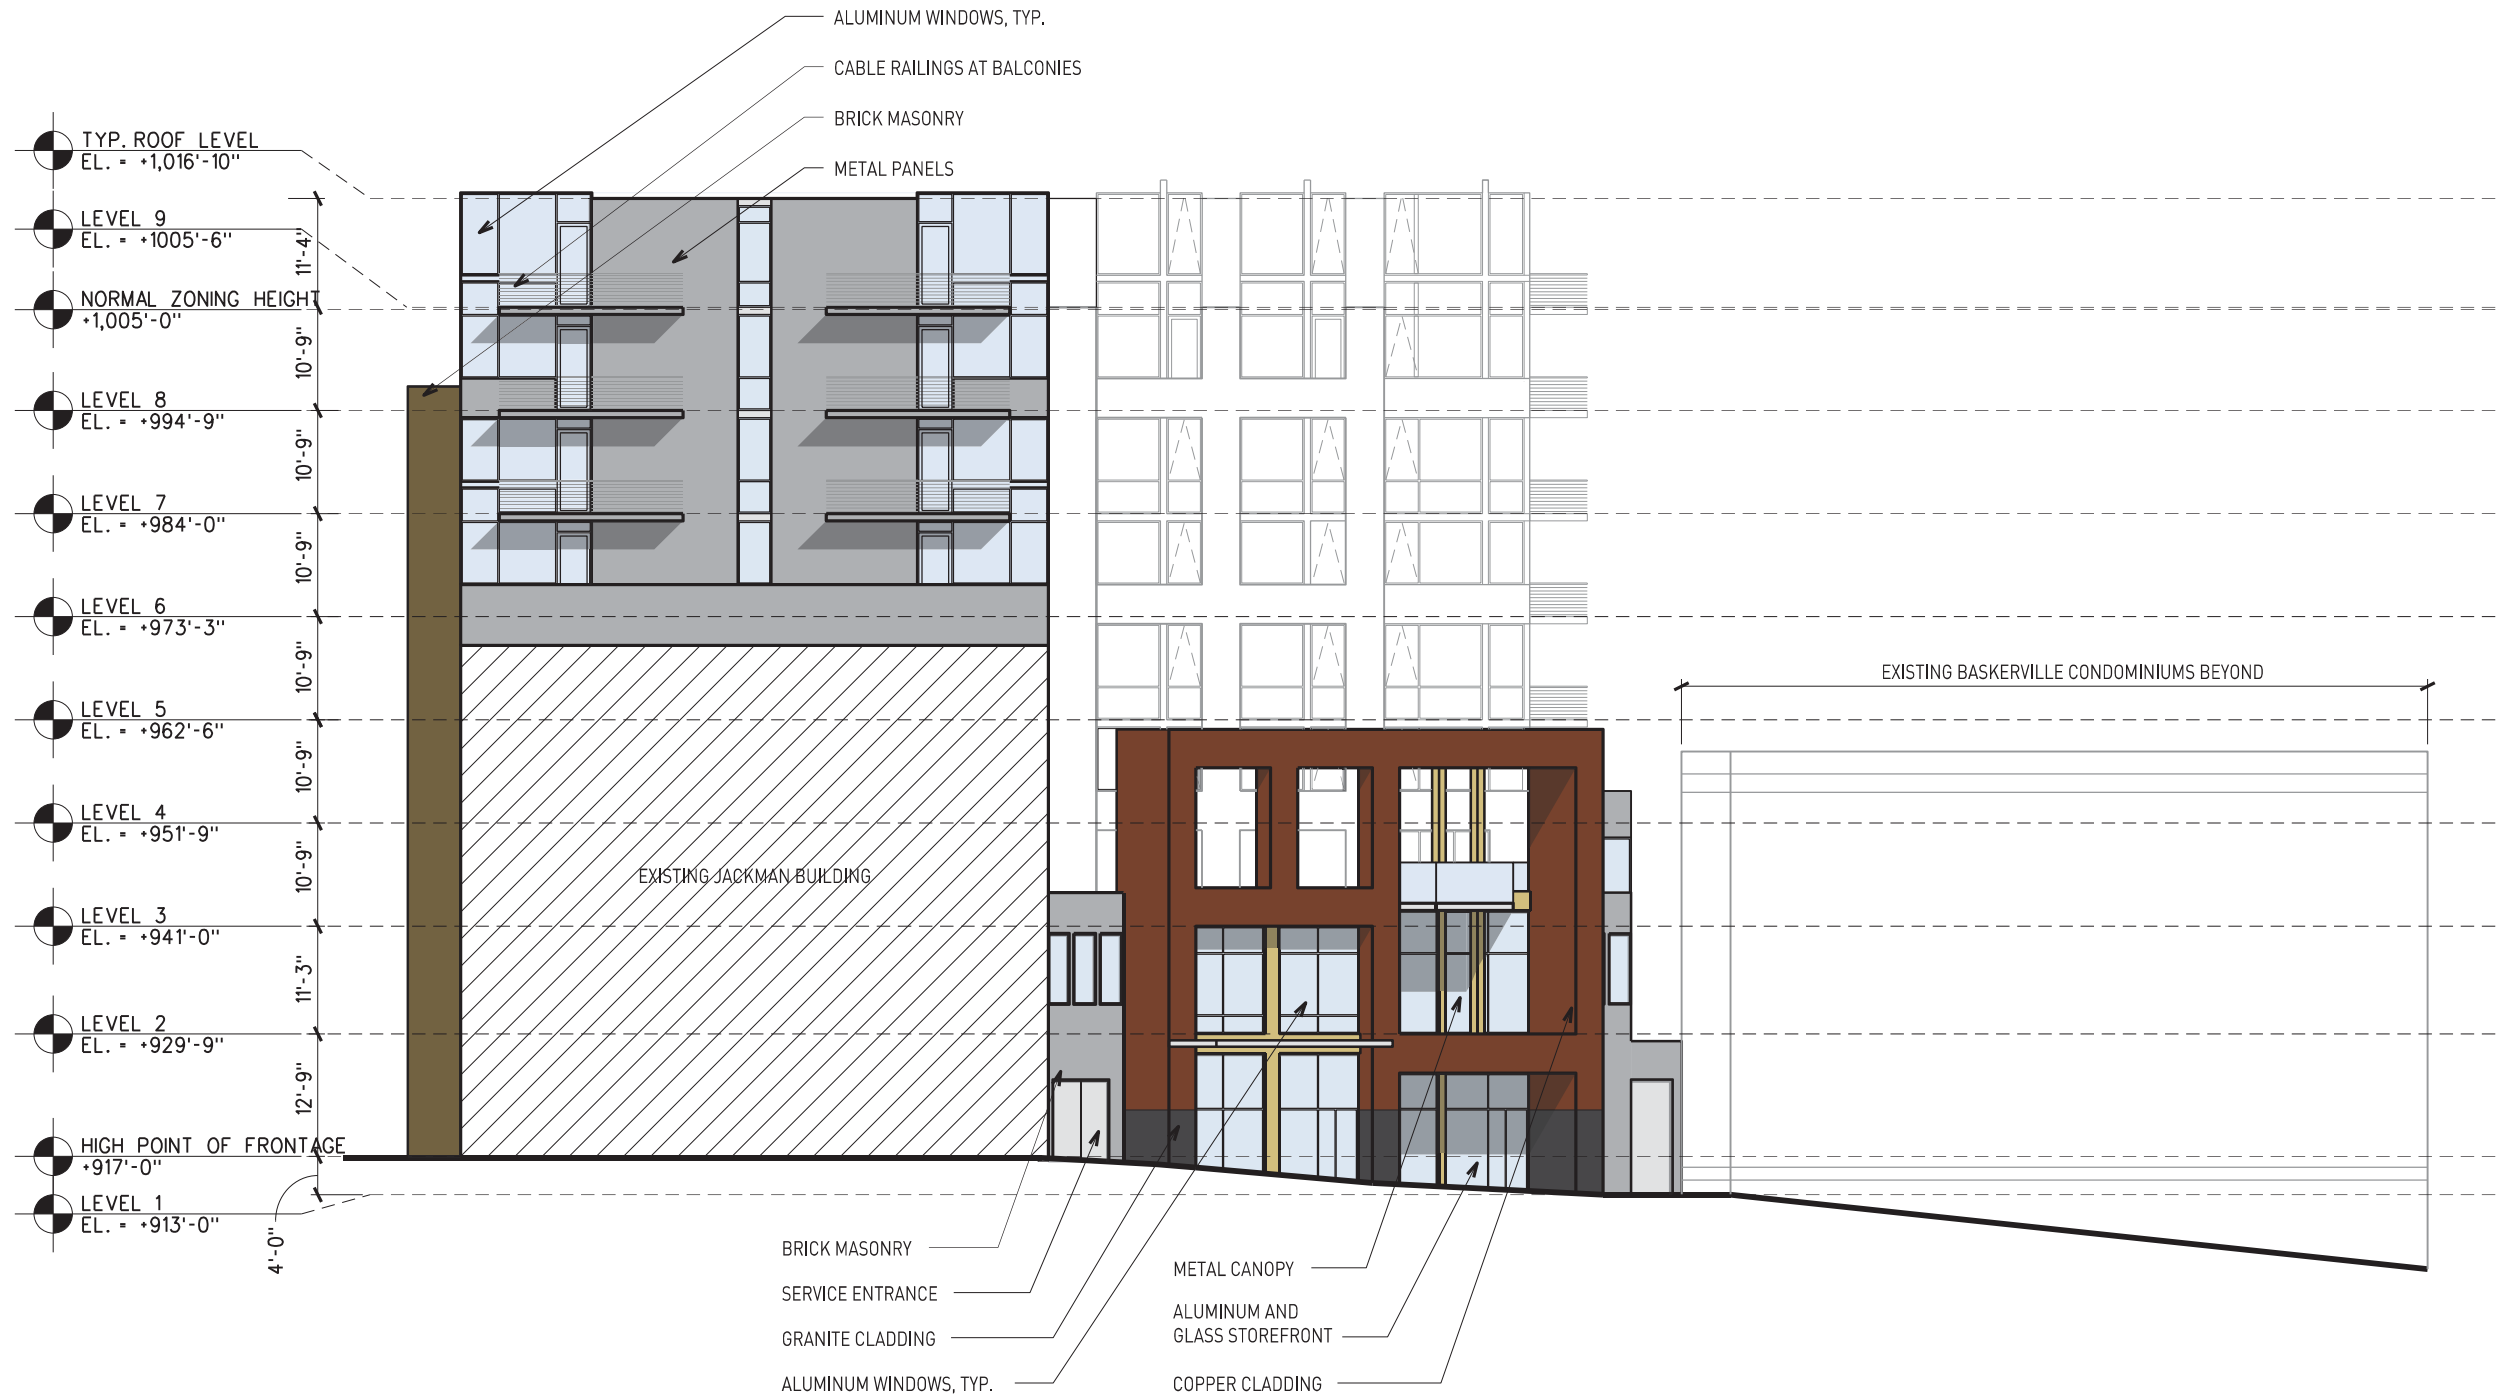 ALUMINUM WINDOWS, TYP.
CABLE RAILINGS AT BALCONIES
BRICK MASONRY
METAL PANELS
TYP. ROOF LEVEL
EL. = +1,016'-10"
LEVEL 9
EL. = +1005'-6"
11'-4"
NORMAL ZONING HEIGHT
+1,005'-0"
10'-9"
LEVEL 8
EL. = +994'-9"
10'-9"
LEVEL 7
EL. = +984'-0"
10'-9"
LEVEL 6
EL. = +973'-3"
10'-9"
LEVEL 5
EL. = +962'-6"
10'-9"
LEVEL 4
EL. = +951'-9"
10'-9"
LEVEL 3
EL. = +941'-0"
11'-3"
LEVEL 2
EL. = +929'-9"
12'-9"
HIGH POINT OF FRONTAGE
+917'-0"
LEVEL 1
EL. = +913'-0"
4'-0"
EXISTING JACKMAN BUILDING
EXISTING BASKERVILLE CONDOMINIUMS BEYOND
BRICK MASONRY
SERVICE ENTRANCE
GRANITE CLADDING
ALUMINUM WINDOWS, TYP.
METAL CANOPY
ALUMINUM AND
GLASS STOREFRONT
COPPER CLADDING